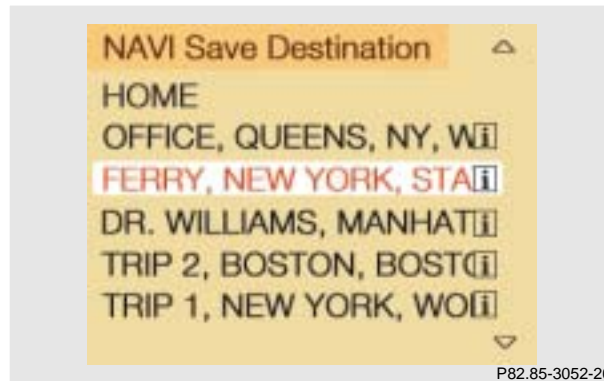 NAVI Save Destination
HOME
OFFICE, QUEENS, NY, W
FERRY, NEW YORK, STA
DR. WILLIAMS, MANHAT
TRIP 2, BOSTON, BOST
TRIP 1, NEW YORK, WO
P82.85-3052-2